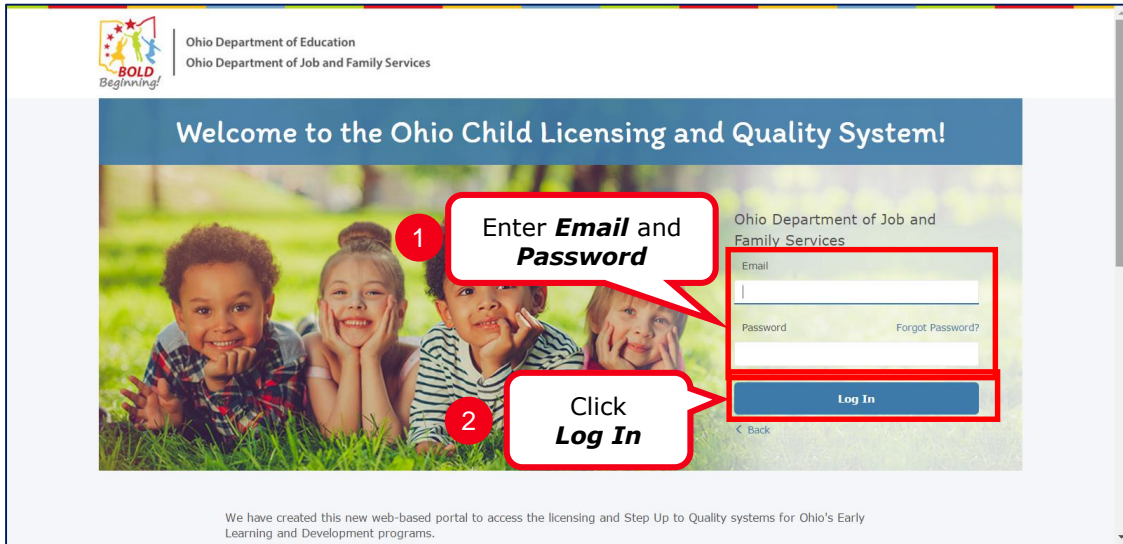 BOLD
Beginning!
Ohio Department of Education
Ohio Department of Job and Family Services
Welcome to the Ohio Child Licensing and Quality System!
1
Enter Email and
Password
Ohio Department of Job and
Family Services
Email
Password Forgot Password?
2
Click
Log In
Log In
< Back
We have created this new web-based portal to access the licensing and Step Up to Quality systems for Ohio's Early
Learning and Development programs.